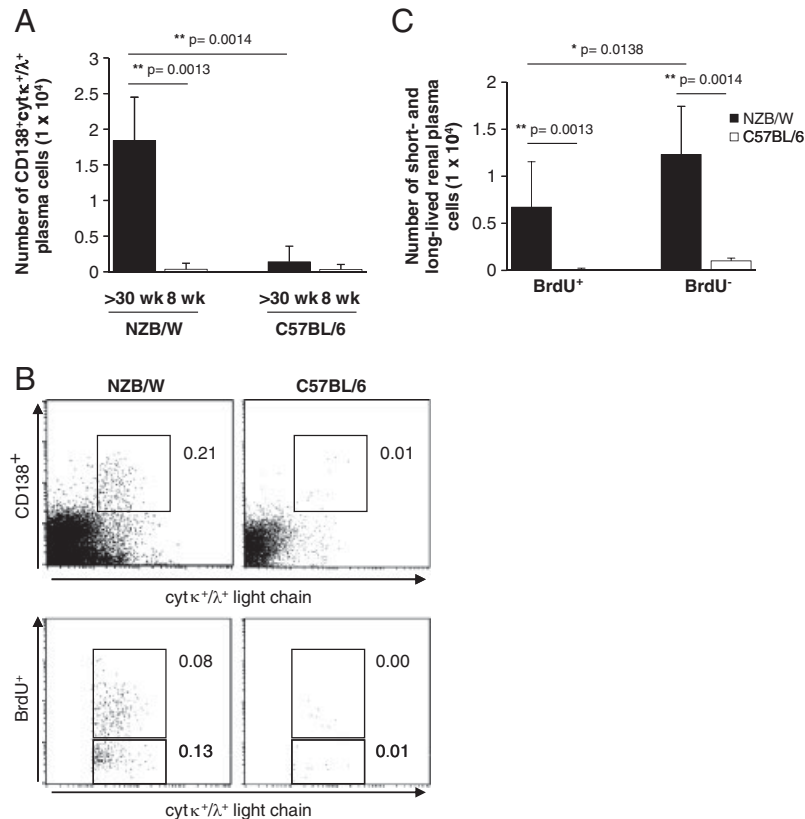 A
Number of CD138⁺cytκ⁺/λ⁺
plasma cells (1 x 10⁴)
3
2.5
2
1.5
1
0.5
0
** p= 0.0014
** p= 0.0013
>30 wk 8 wk
>30 wk 8 wk
NZB/W
C57BL/6
C
Number of short- and
long-lived renal plasma
cells (1 x 10⁴)
2
1.5
1
0.5
0
* p= 0.0138
** p= 0.0014
** p= 0.0013
NZB/W
C57BL/6
BrdU⁺
BrdU⁻
B
NZB/W
C57BL/6
CD138⁺
0.21
0.01
cytκ⁺/λ⁺ light chain
BrdU⁺
0.08
0.00
0.13
0.01
cytκ⁺/λ⁺ light chain